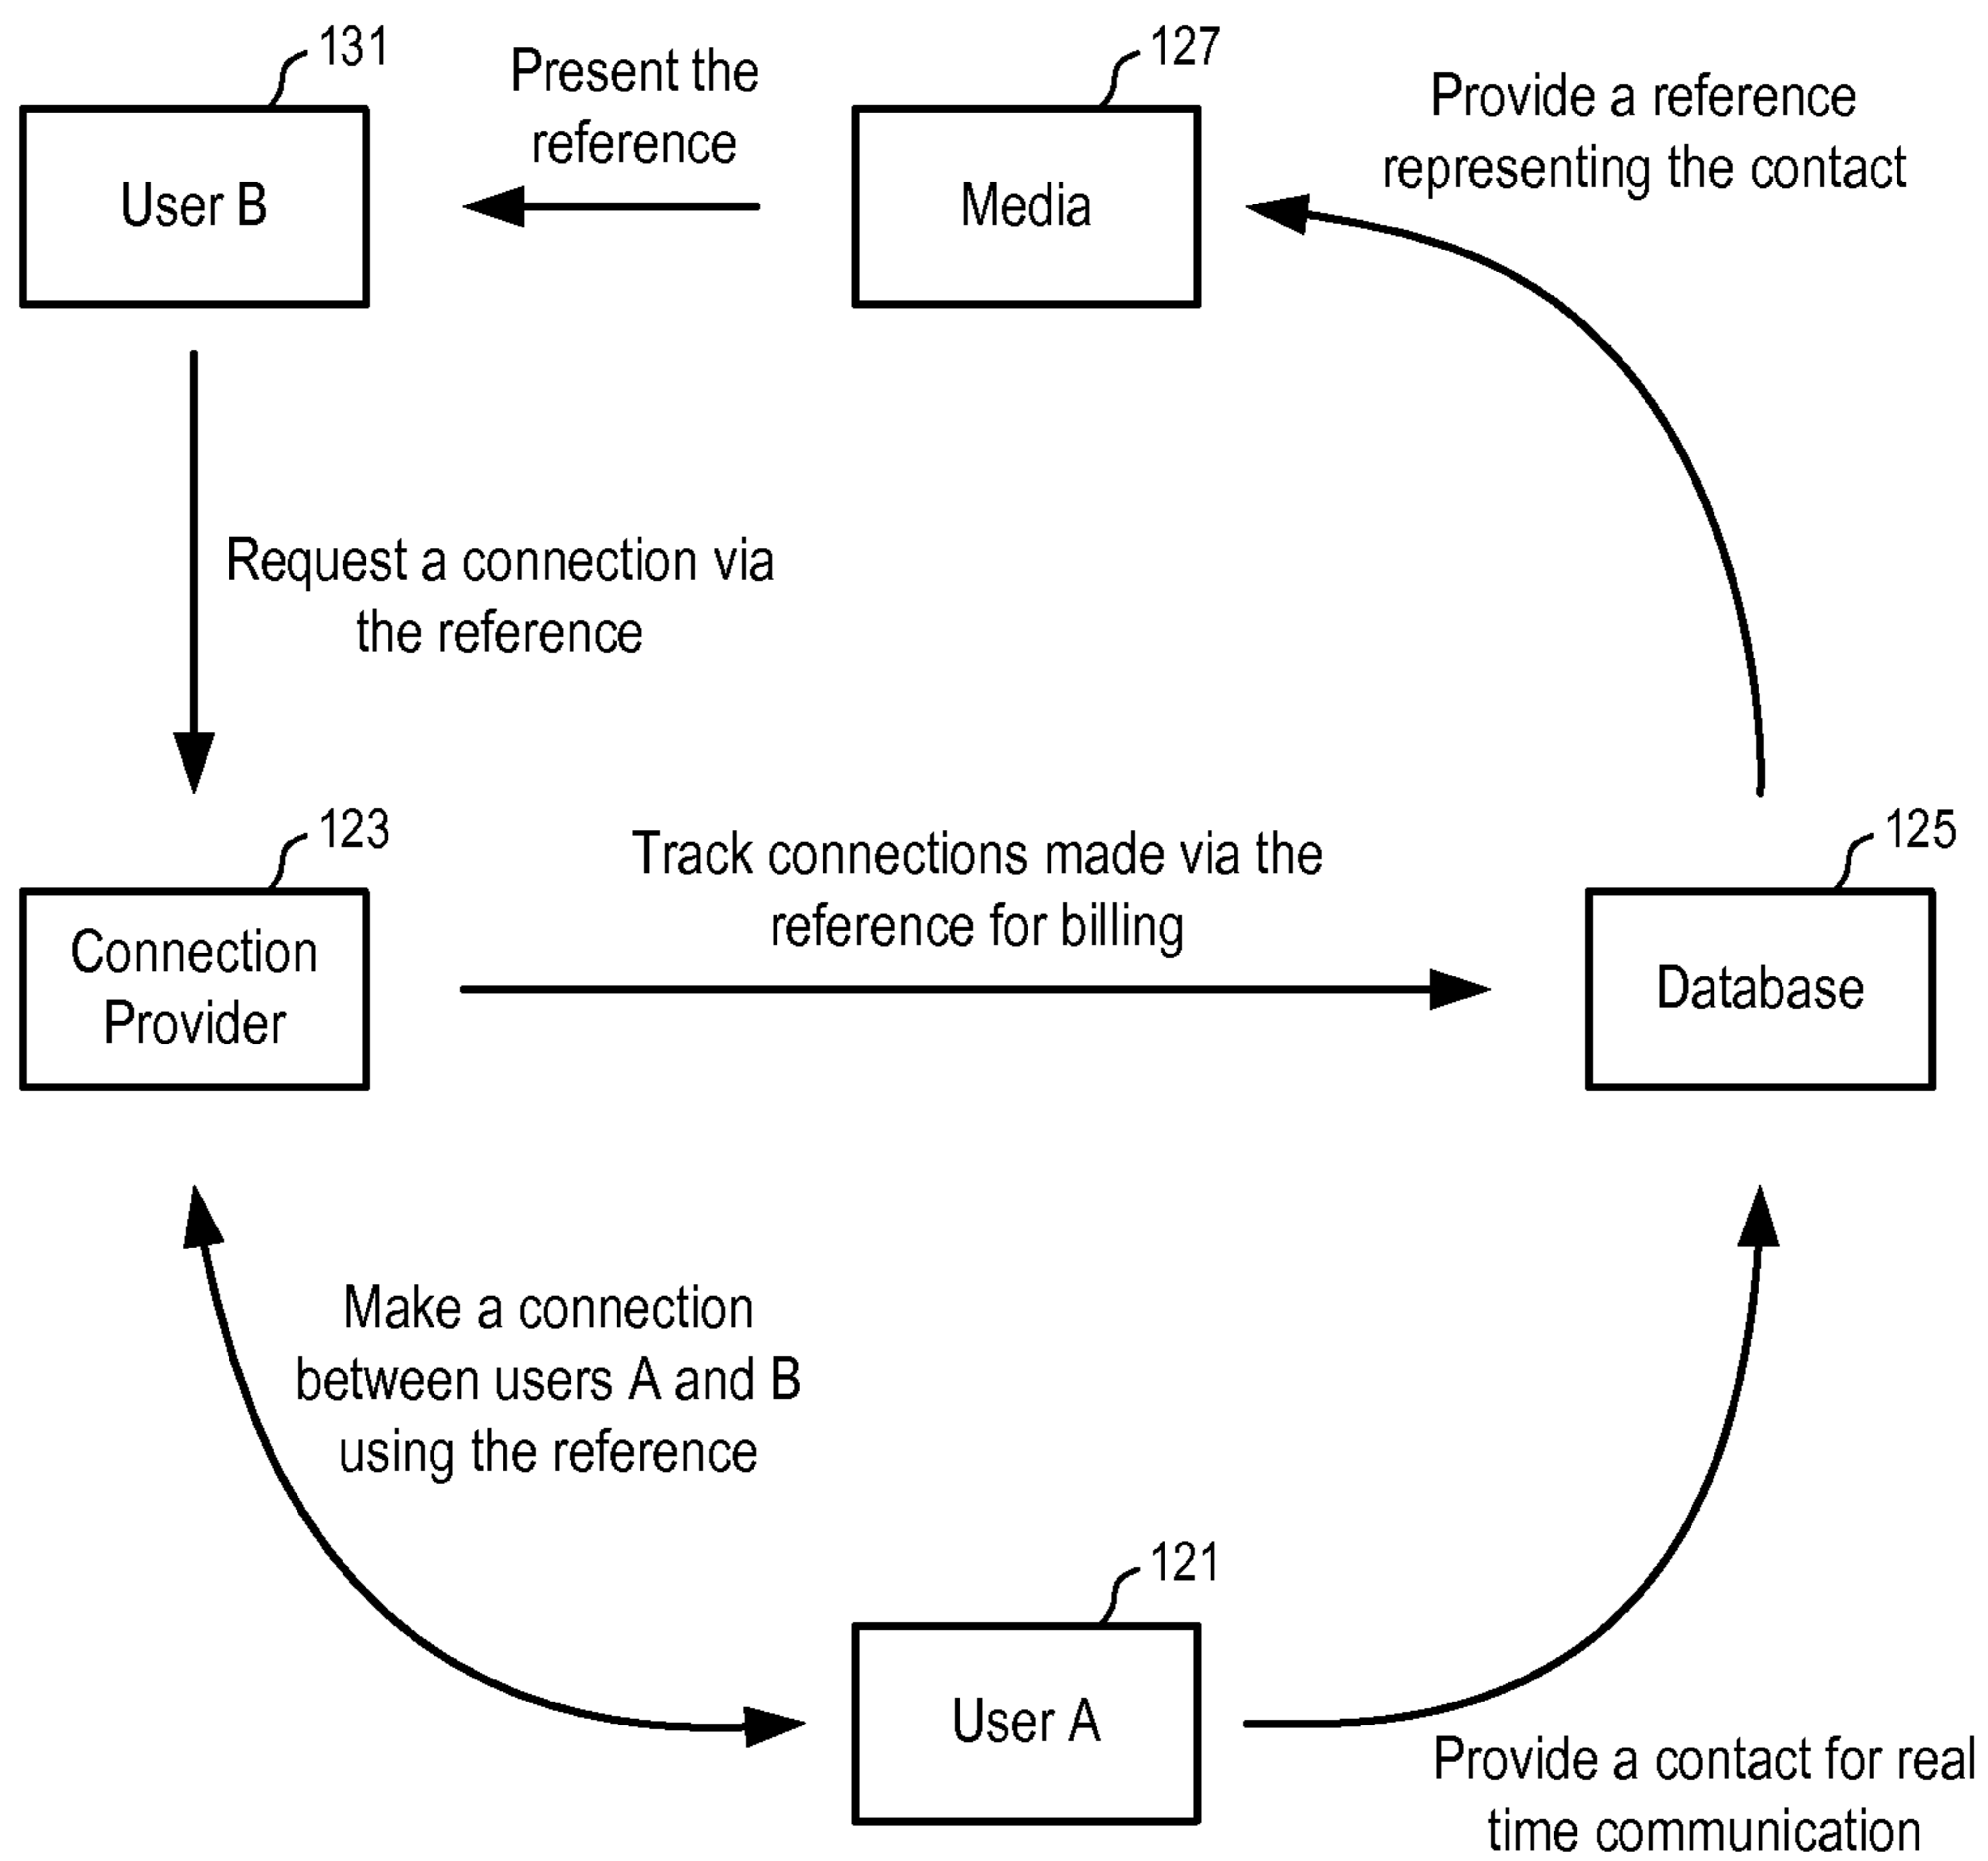 131
Present the
reference
127
Provide a reference
representing the contact
User B
Media
Request a connection via
the reference
123
Track connections made via the
reference for billing
125
Connection
Provider
Database
Make a connection
between users A and B
using the reference
121
User A
Provide a contact for real
time communication